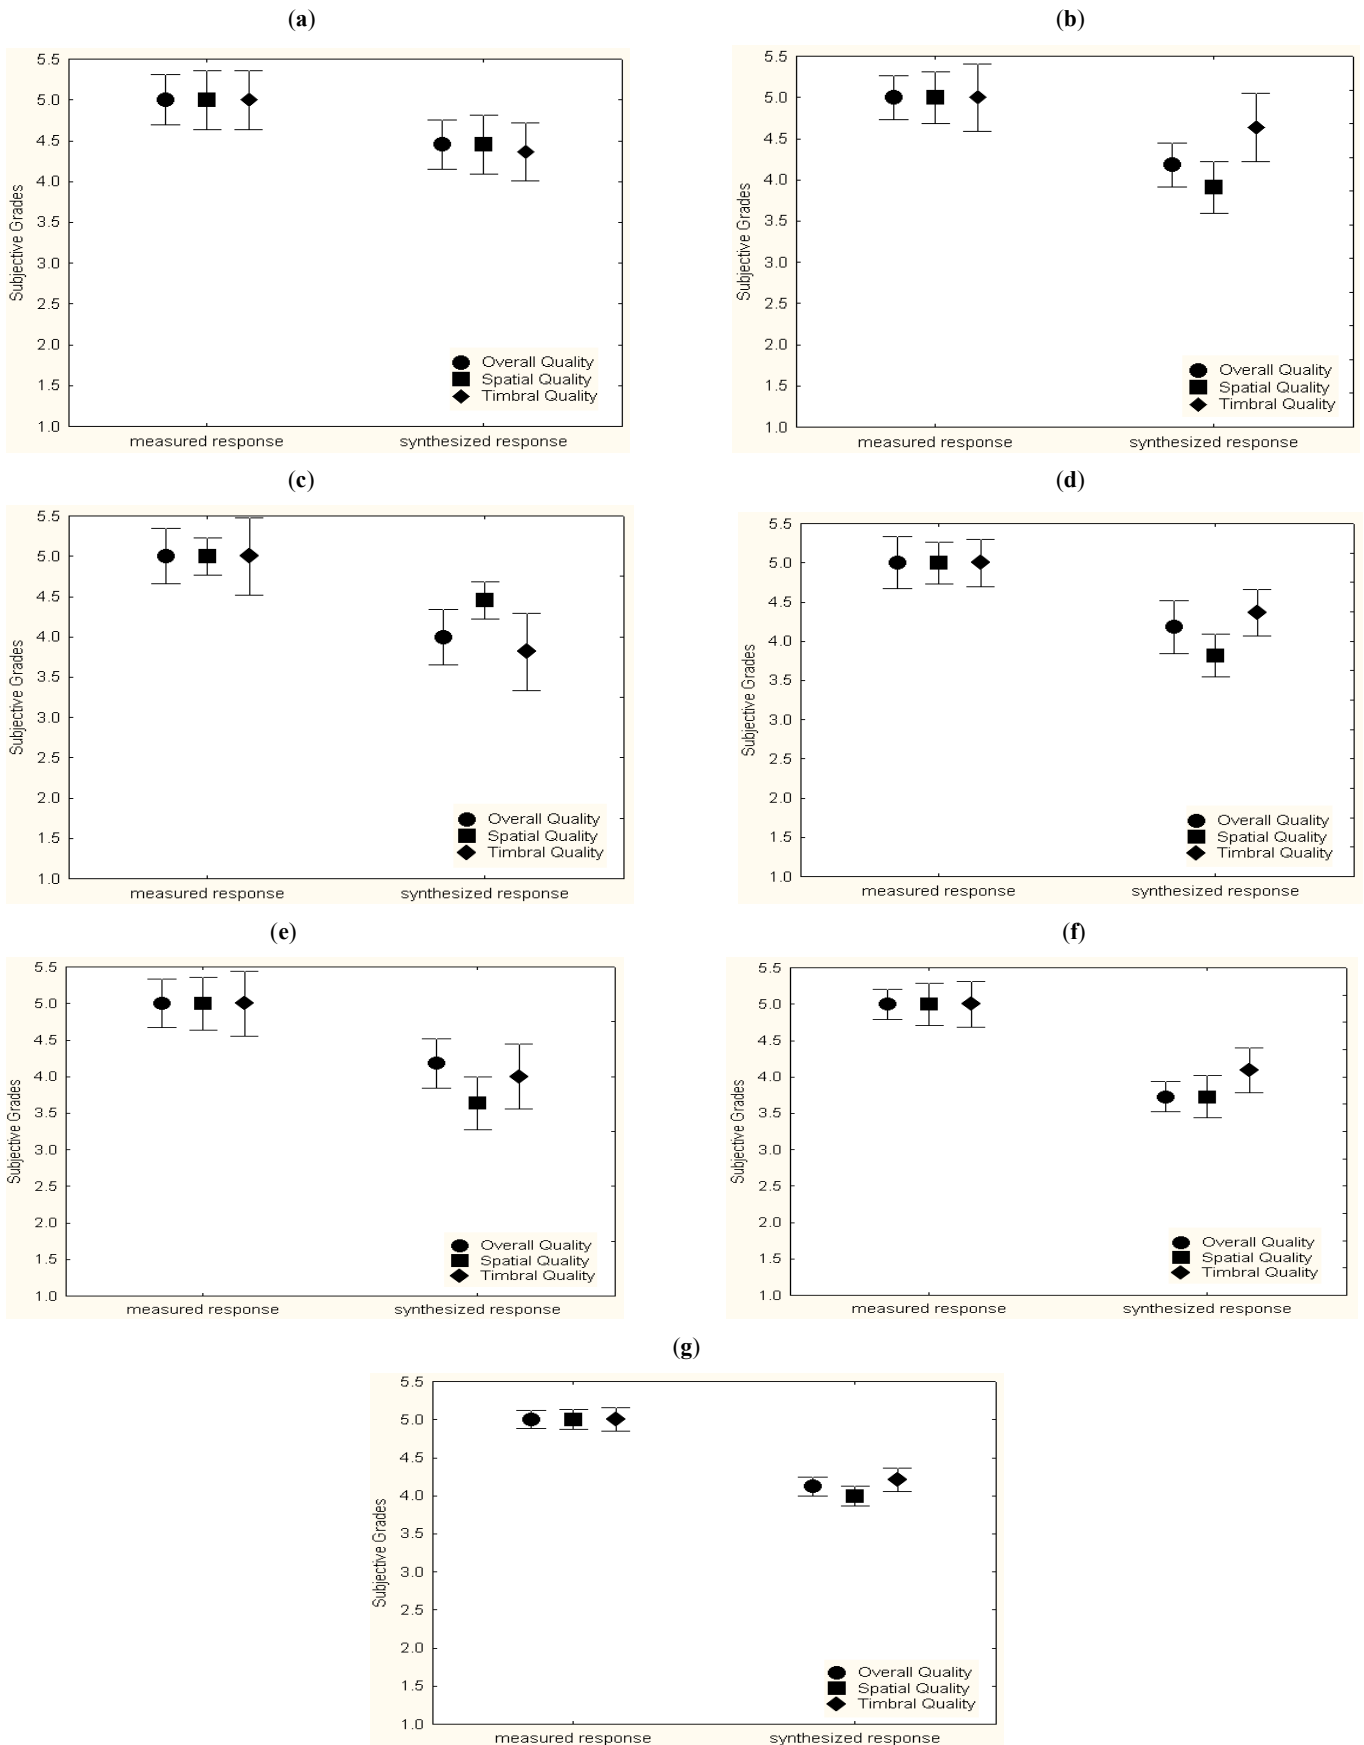 (a)
5.5
5.0
4.5
4.0
3.5
3.0
2.5
2.0
1.5
1.0
Subjective Grades
Overall Quality
Spatial Quality
Timbral Quality
measured response synthesized response
(b)
5.5
5.0
4.5
4.0
3.5
3.0
2.5
2.0
1.5
1.0
Subjective Grades
Overall Quality
Spatial Quality
Timbral Quality
measured response synthesized response
(c)
5.5
5.0
4.5
4.0
3.5
3.0
2.5
2.0
1.5
1.0
Subjective Grades
Overall Quality
Spatial Quality
Timbral Quality
measured response synthesized response
(d)
5.5
5.0
4.5
4.0
3.5
3.0
2.5
2.0
1.5
1.0
Subjective Grades
Overall Quality
Spatial Quality
Timbral Quality
measured response synthesized response
(e)
5.5
5.0
4.5
4.0
3.5
3.0
2.5
2.0
1.5
1.0
Subjective Grades
Overall Quality
Spatial Quality
Timbral Quality
measured response synthesized response
(f)
5.5
5.0
4.5
4.0
3.5
3.0
2.5
2.0
1.5
1.0
Subjective Grades
Overall Quality
Spatial Quality
Timbral Quality
measured response synthesized response
(g)
5.5
5.0
4.5
4.0
3.5
3.0
2.5
2.0
1.5
1.0
Subjective Grades
Overall Quality
Spatial Quality
Timbral Quality
measured response synthesized response